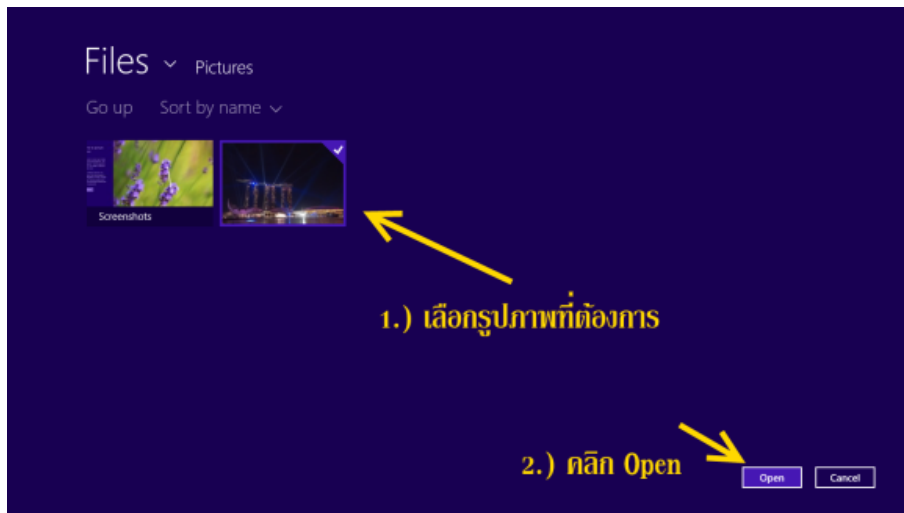 Files Pictures
Go up Sort by name
Screenshots
1.) เลือกรูปภาพที่ต้องการ
2.) คลิก Open
Open Cancel